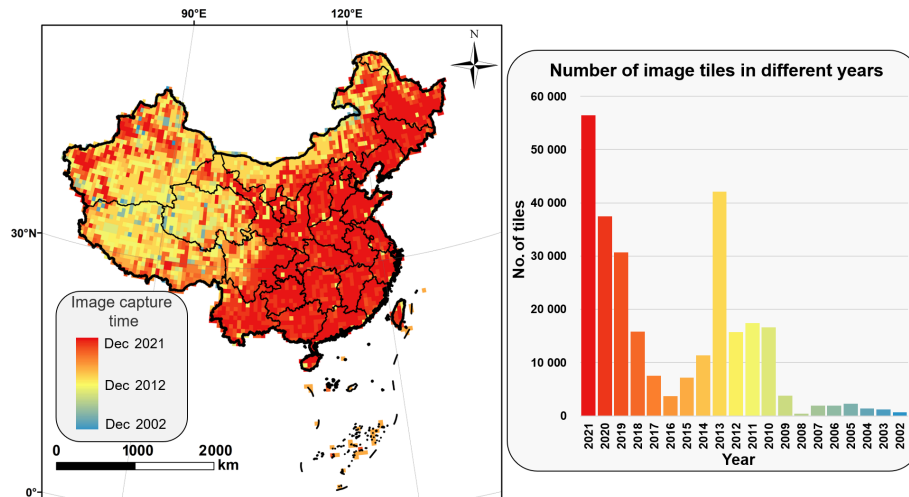 90°E
120°E
N
30°N
0°
Image capture
time
Dec 2021
Dec 2012
Dec 2002
0 1000 2000
km
Number of image tiles in different years
60 000
50 000
40 000
30 000
20 000
10 000
0
No. of tiles
2021 2020 2019 2018 2017 2016 2015 2014 2013 2012 2011 2010 2009 2008 2007 2006 2005 2004 2003 2002
Year